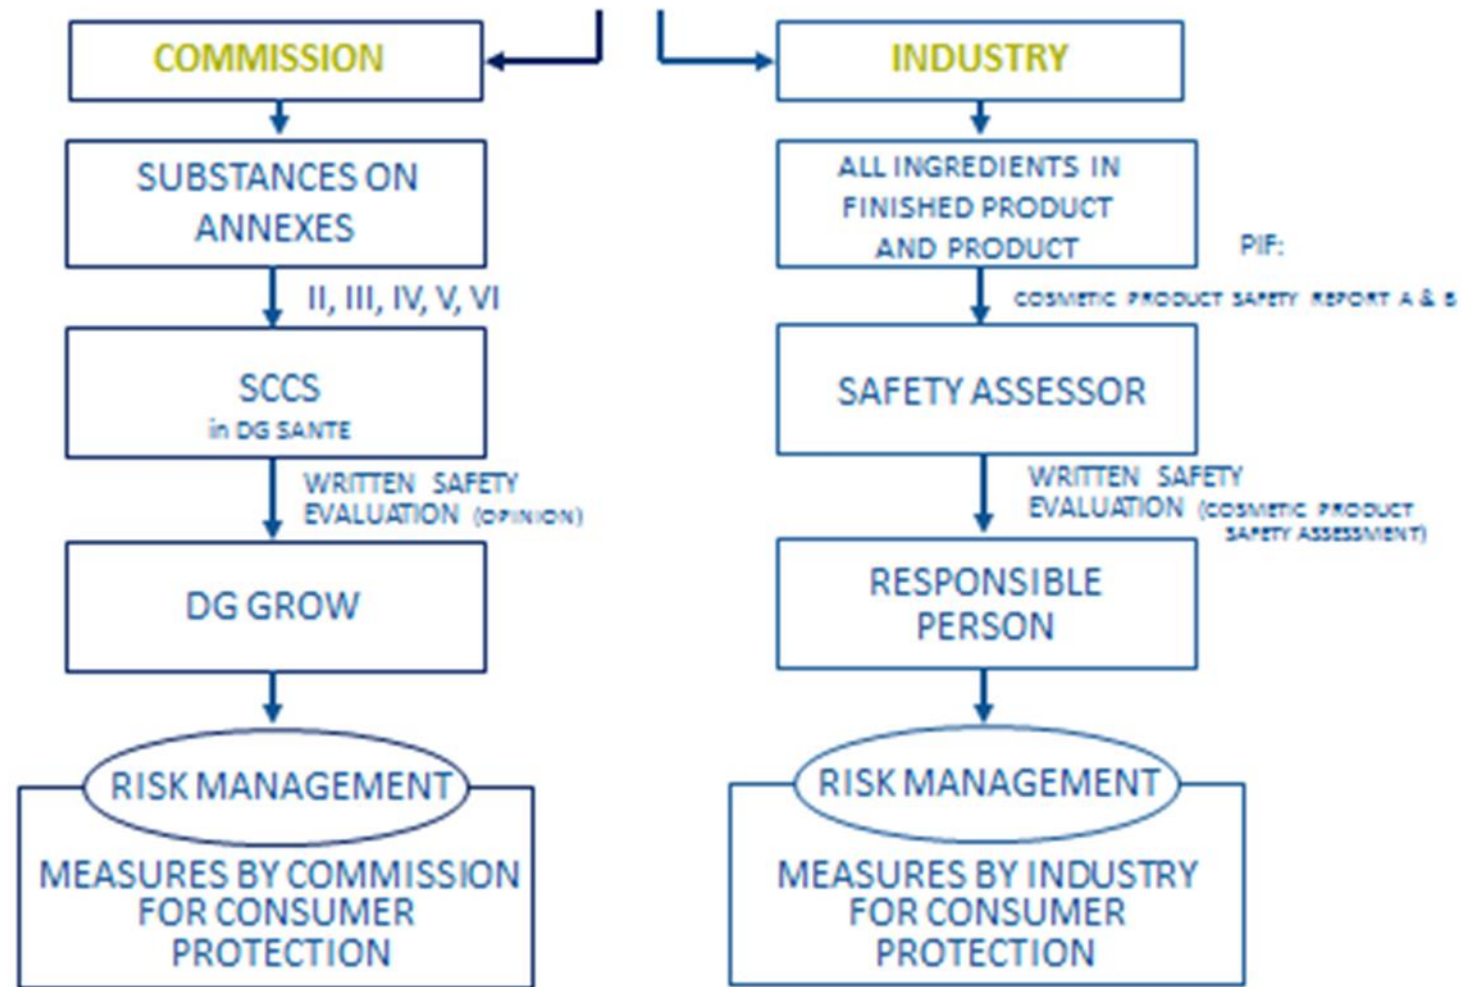 COMMISSION
SUBSTANCES ON
ANNEXES
II, III, IV, V, VI
SCCS
in DG SANTE
WRITTEN SAFETY
EVALUATION (OPINION)
DG GROW
RISK MANAGEMENT
MEASURES BY COMMISSION
FOR CONSUMER
PROTECTION
INDUSTRY
ALL INGREDIENTS IN
FINISHED PRODUCT
AND PRODUCT
PIF:
COSMETIC PRODUCT SAFETY REPORT A & B
SAFETY ASSESSOR
WRITTEN SAFETY
EVALUATION (COSMETIC PRODUCT
SAFETY ASSESSMENT)
RESPONSIBLE
PERSON
RISK MANAGEMENT
MEASURES BY INDUSTRY
FOR CONSUMER
PROTECTION